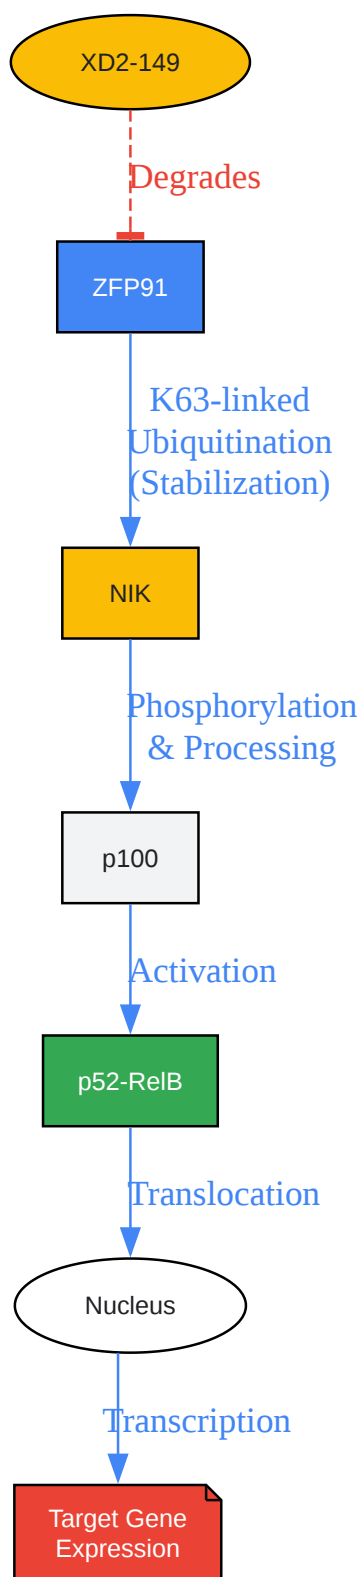 XD2-149
Degrades
ZFP91
K63-linked
Ubiquitination
(Stabilization)
NIK
Phosphorylation
& Processing
p100
Activation
p52-RelB
Translocation
Nucleus
Transcription
Target Gene
Expression